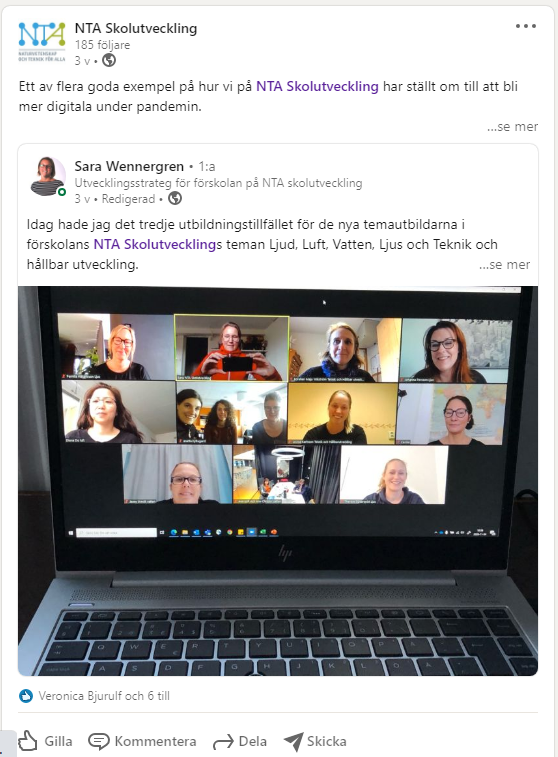 NTA
NATURVETENSKAP
OCH TEKNIK FÖR ALLA
NTA Skolutveckling
185 följare
3 v •
Ett av flera goda exempel på hur vi på NTA Skolutveckling har ställt om till att bli
mer digitala under pandemin.
...se mer
Sara Wennergren • 1:a
Utvecklingsstrateg för förskolan på NTA skolutveckling
3 v • Redigerad •
Idag hade jag det tredje utbildningstillfället för de nya temautbildarna i
förskolans NTA Skolutvecklings teman Ljud, Luft, Vatten, Ljus och Teknik och
hållbar utveckling.
...se mer
hp
Q W E R T Y U I O P Å
A S D F G H J K L
Veronica Bjurulf och 6 till
Gilla
Kommentera
Dela
Skicka